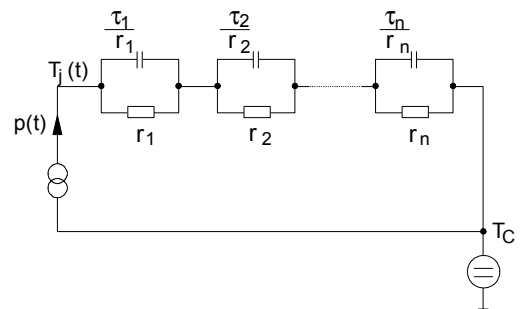 τ1/r1
τ2/r2
τn/rn
Tj(t)
r1
r2
rn
p(t)
TC